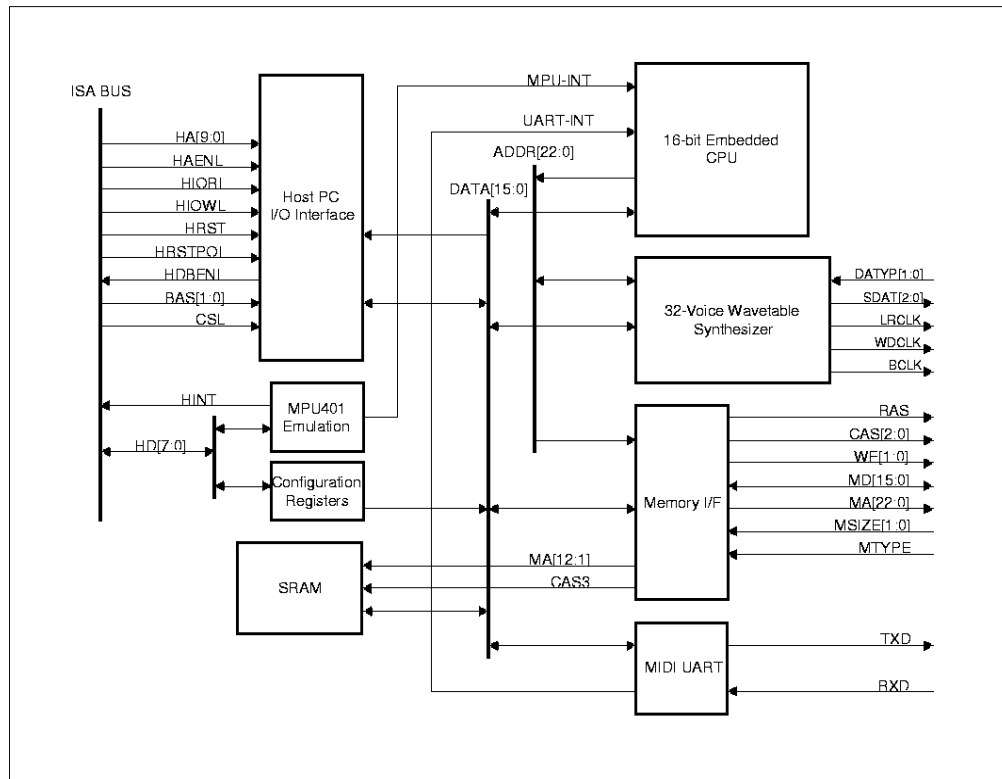 ISA BUS
HA[9:0]
HAENL
HIORL
HIOWL
HRST
HRSTPOL
HDBENL
BAS[1:0]
CSL
Host PC
I/O Interface
HINT
HD[7:0]
MPU401
Emulation
Configuration
Registers
SRAM
MPU-INT
UART-INT
ADDR[22:0]
DATA[15:0]
16-bit Embedded
CPU
32-Voice Wavetable
Synthesizer
DATYP[1:0]
SDAT[2:0]
LRCLK
WDCLK
BCLK
Memory I/F
RAS
CAS[2:0]
WE[1:0]
MD[15:0]
MA[22:0]
MSIZE[1:0]
MTYPE
MA[12:1]
CAS3
MIDI UART
TXD
RXD